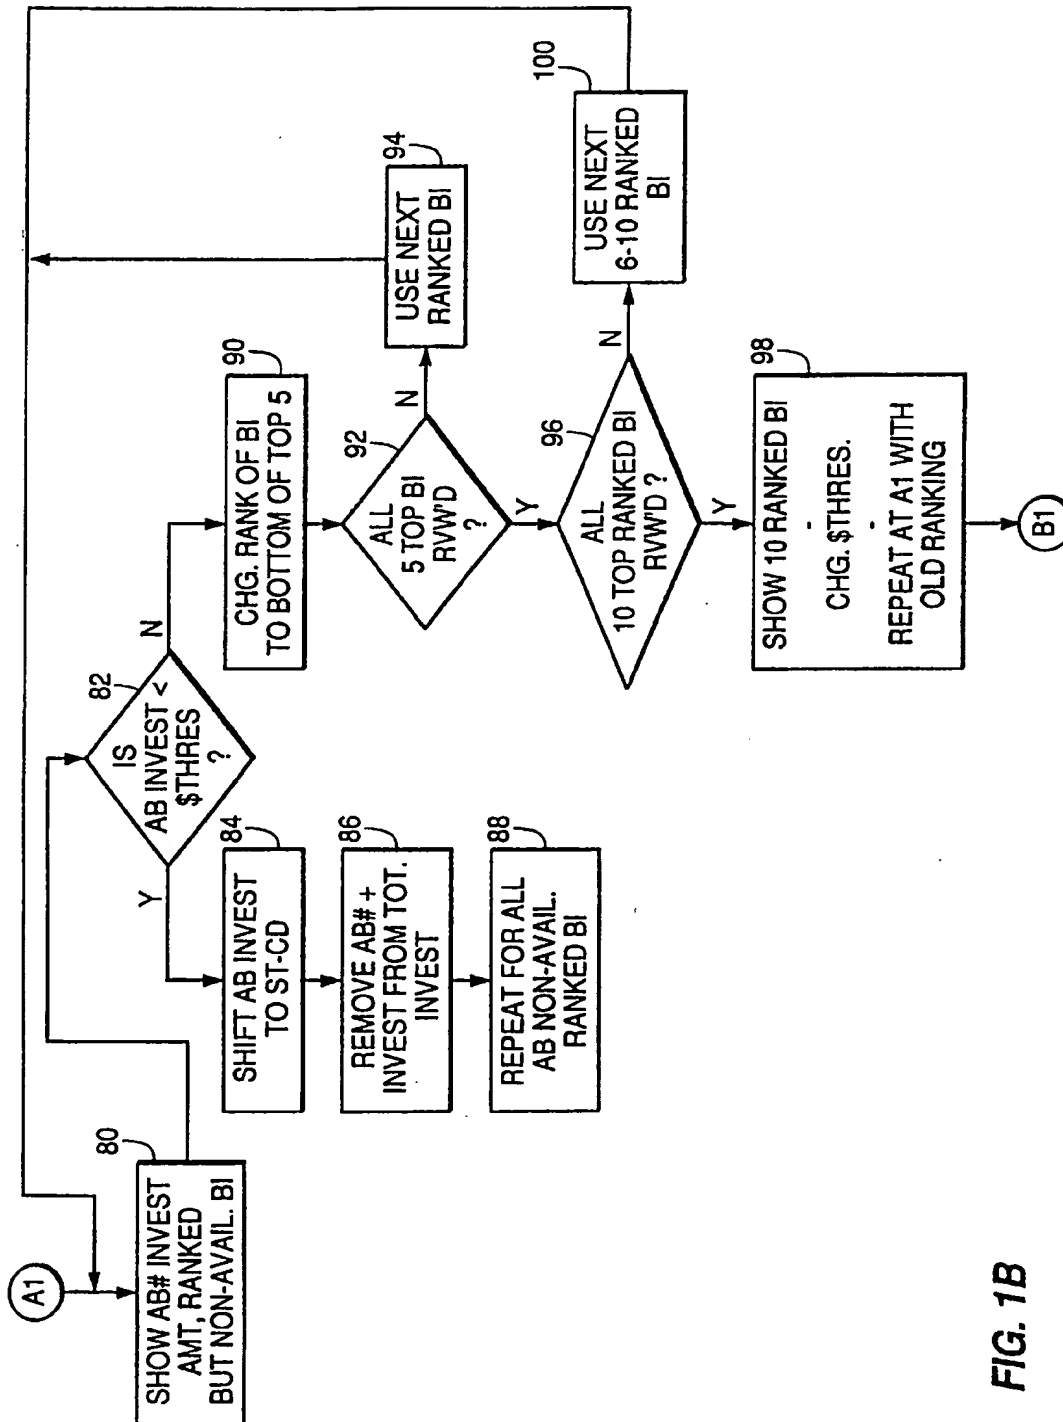 A1
80
SHOW AB# INVEST
AMT, RANKED
BUT NON-AVAIL. BI
82
IS
AB INVEST <
$THRES
?
Y
N
84
SHIFT AB INVEST
TO ST-CD
86
REMOVE AB# +
INVEST FROM TOT.
INVEST
88
REPEAT FOR ALL
AB NON-AVAIL.
RANKED BI
90
CHG. RANK OF BI
TO BOTTOM OF TOP 5
92
ALL
5 TOP BI
RVW'D
?
N
Y
94
USE NEXT
RANKED BI
96
ALL
10 TOP RANKED BI
RVW'D ?
N
Y
100
USE NEXT
6-10 RANKED
BI
98
SHOW 10 RANKED BI
-
CHG. $THRES.
-
REPEAT AT A1 WITH
OLD RANKING
B1
FIG. 1B